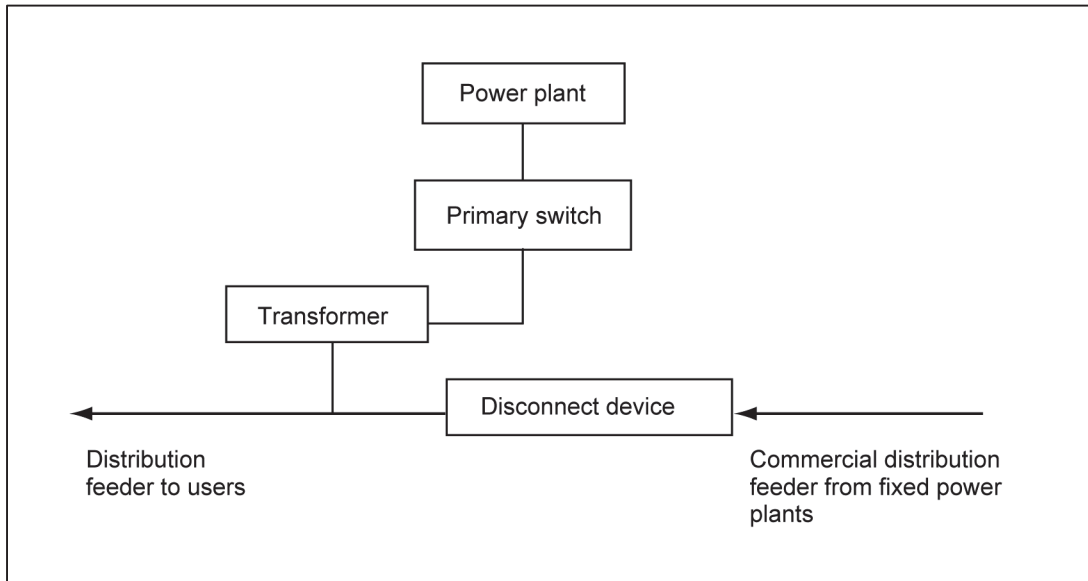 Power plant
Primary switch
Transformer
Disconnect device
Distribution
feeder to users
Commercial distribution
feeder from fixed power
plants